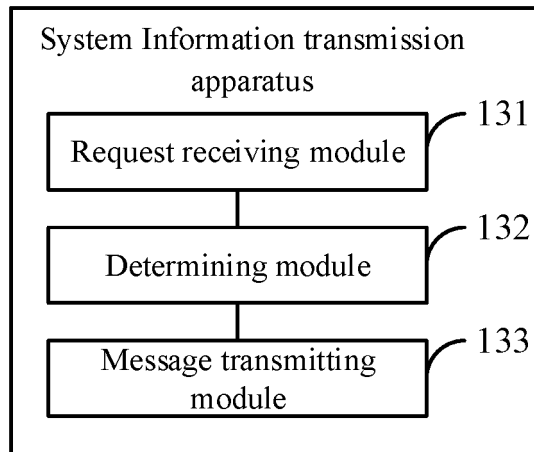 System Information transmission
apparatus
Request receiving module
131
Determining module
132
Message transmitting
module
133